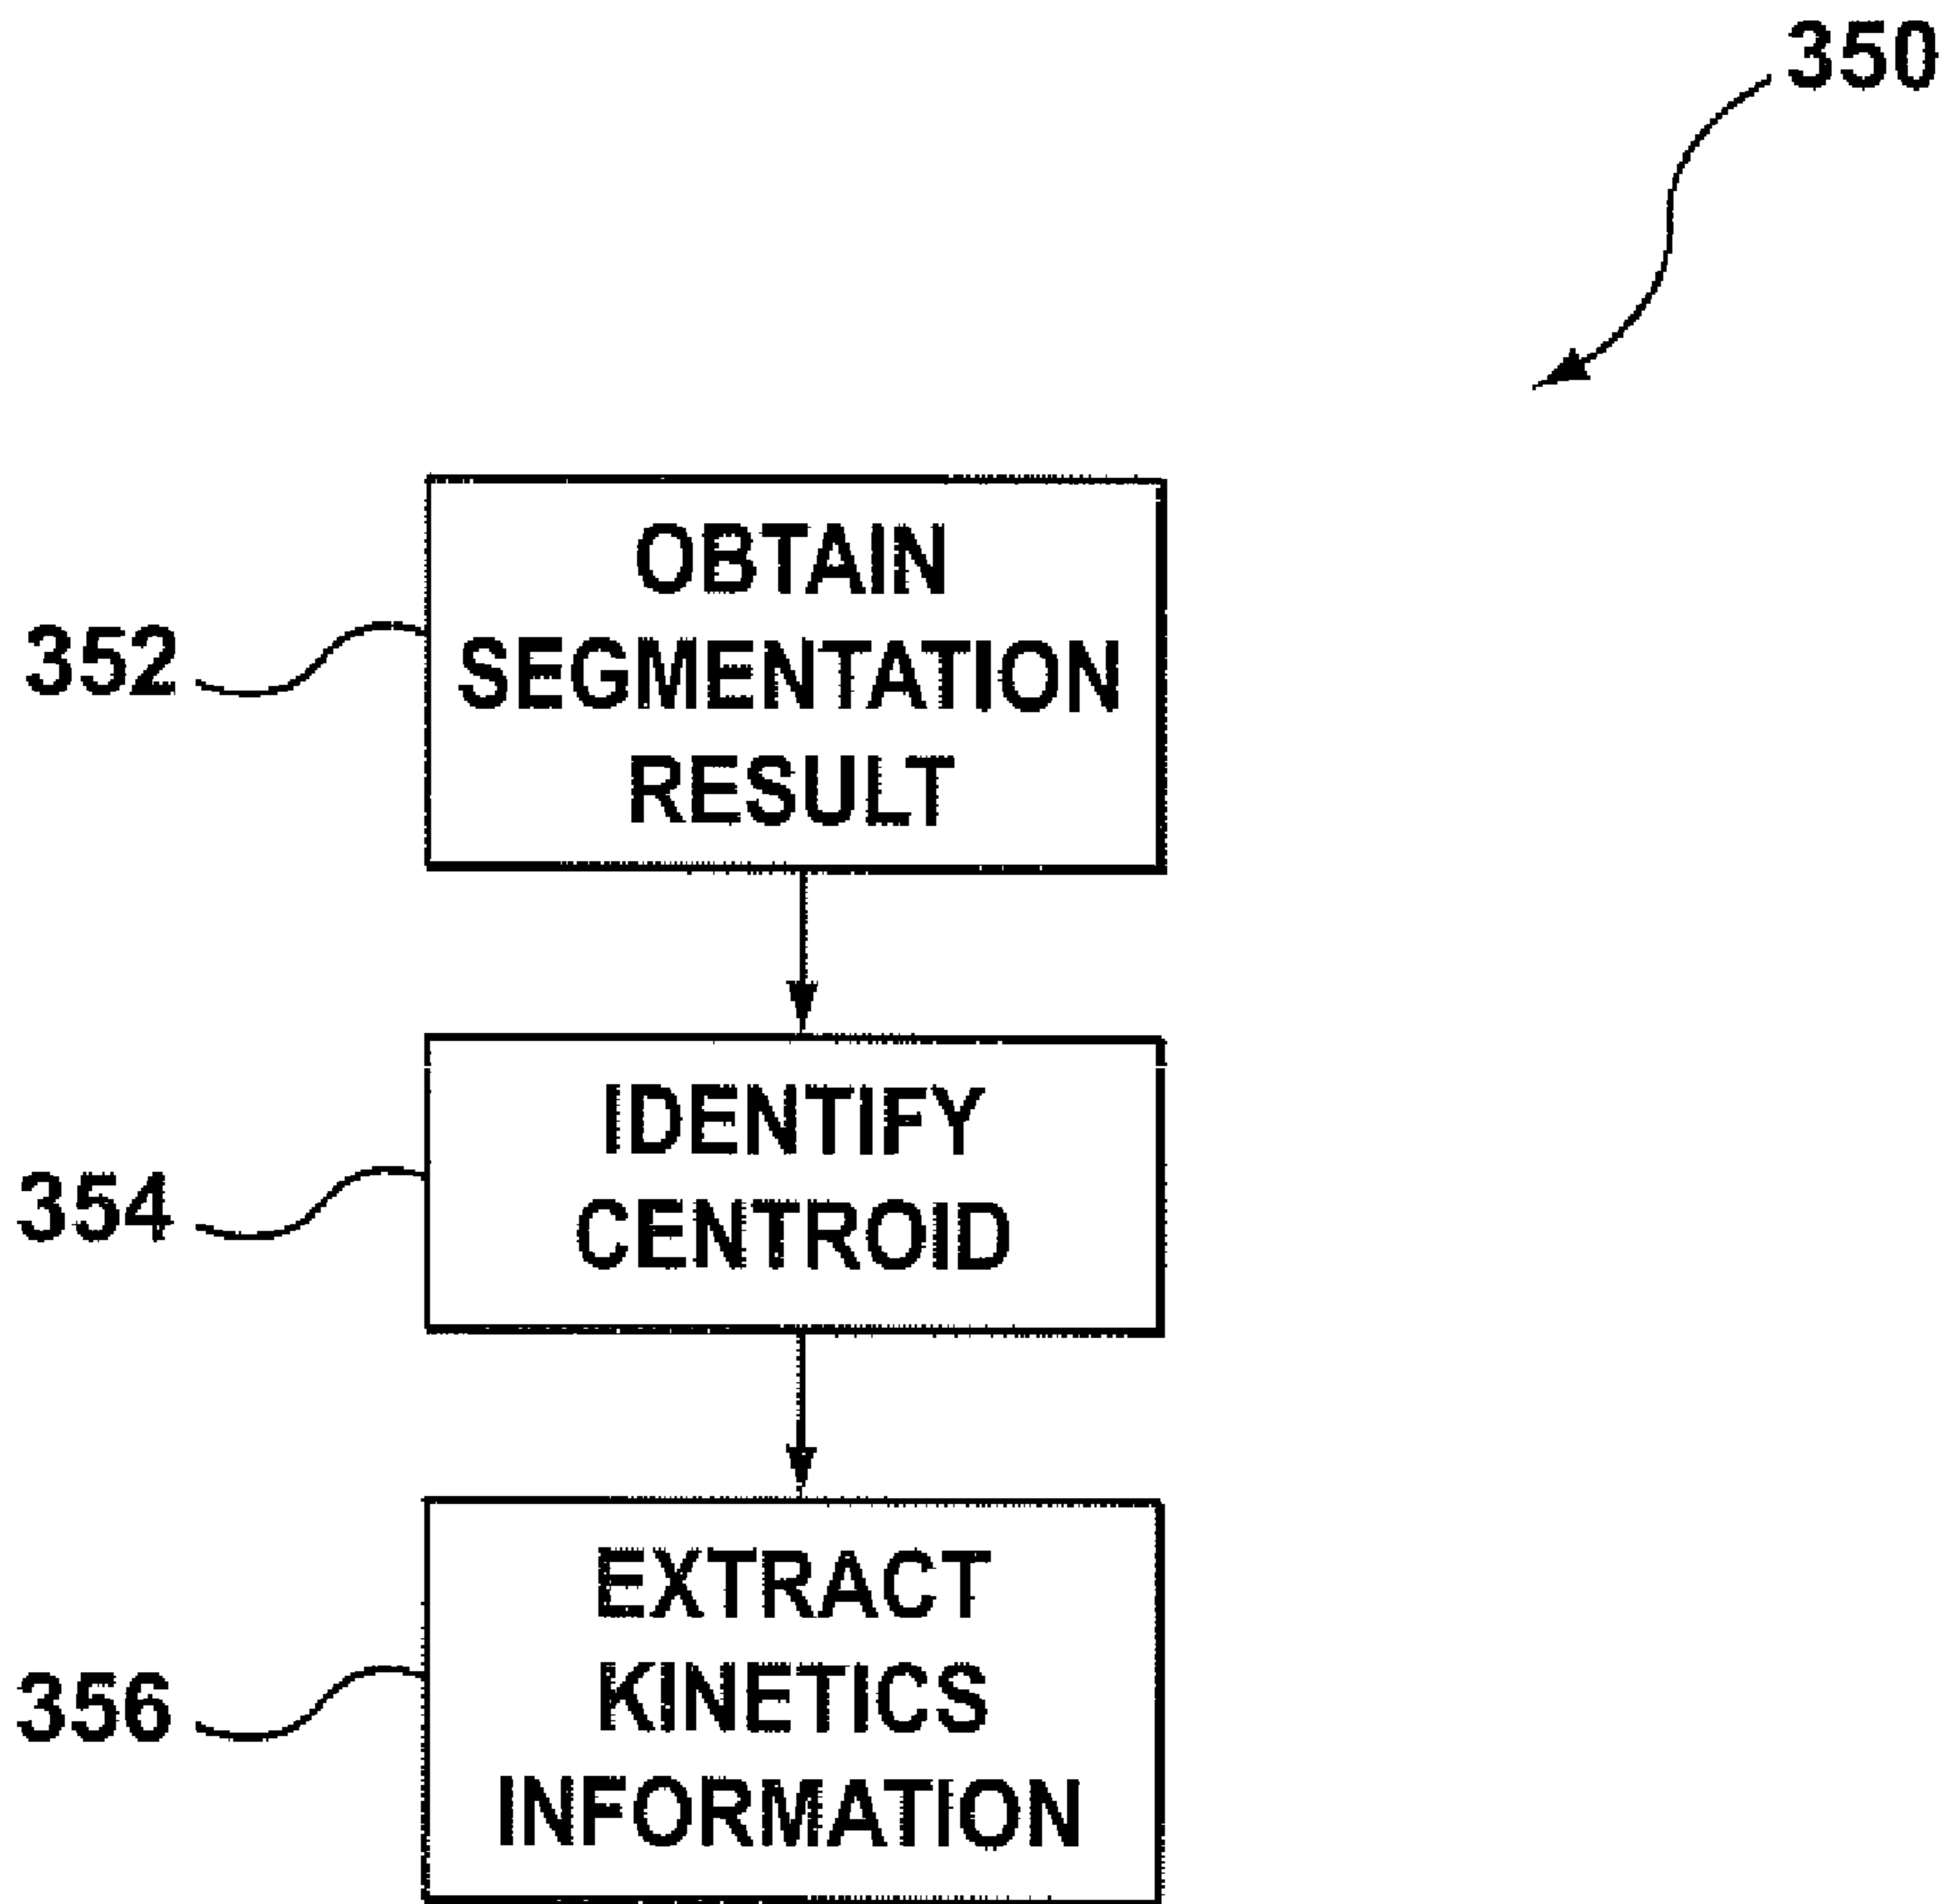 350
352
OBTAIN
SEGMENTATION
RESULT
354
IDENTIFY
CENTROID
356
EXTRACT
KINETICS
INFORMATION